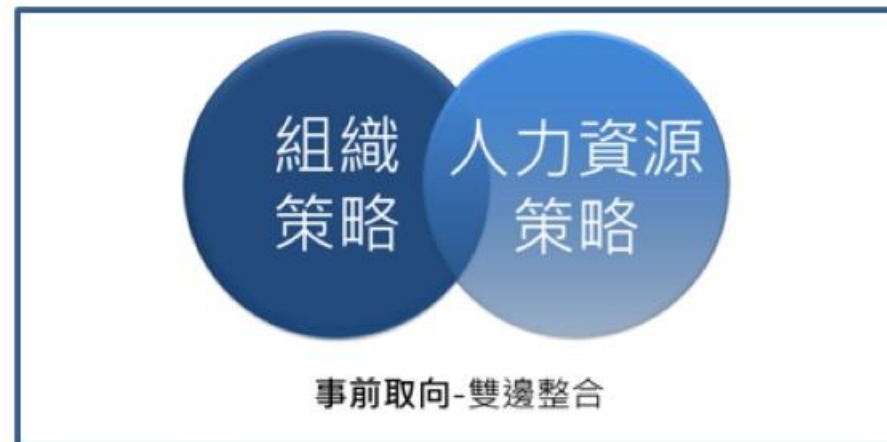 組織
策略
人力資源
策略
事前取向-雙邊整合